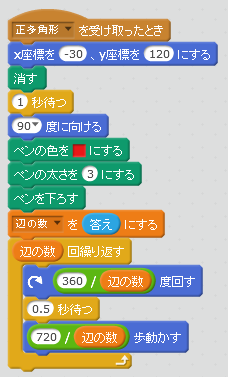 正多角形 を受け取ったとき
x座標を -30 、y座標を 120 にする
消す
1 秒待つ
90 度に向ける
ペンの色を にする
ペンの太さを 3 にする
ペンを下ろす
辺の数 を 答え にする
辺の数 回繰り返す
360 / 辺の数 度回す
0.5 秒待つ
720 / 辺の数 歩動かす